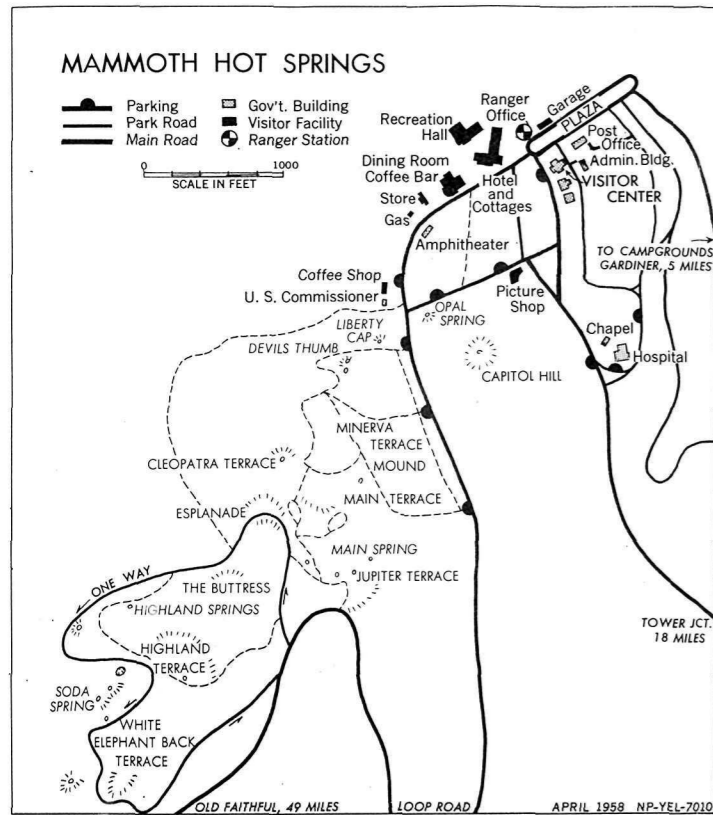 MAMMOTH HOT SPRINGS
Parking
Park Road
Main Road
Gov't. Building
Visitor Facility
Ranger Station
0 1000
SCALE IN FEET
Recreation
Hall
Ranger
Office
Garage
PLAZA
Post
Office
Admin. Bldg.
VISITOR
CENTER
Dining Room
Coffee Bar
Store
Gas
Hotel
and
Cottages
Amphitheater
TO CAMPGROUNDS
GARDINER, 5 MILES
Coffee Shop
U. S. Commissioner
Picture
Shop
OPAL
SPRING
LIBERTY
CAP
DEVILS THUMB
CAPITOL HILL
Chapel
Hospital
MINERVA
TERRACE
MOUND
CLEOPATRA TERRACE
MAIN TERRACE
ESPLANADE
MAIN SPRING
JUPITER TERRACE
ONE WAY
THE BUTTRESS
HIGHLAND SPRINGS
HIGHLAND
TERRACE
TOWER JCT.
18 MILES
SODA
SPRING
WHITE
ELEPHANT BACK
TERRACE
OLD FAITHFUL, 49 MILES
LOOP ROAD
APRIL 1958 NP-YEL-7010